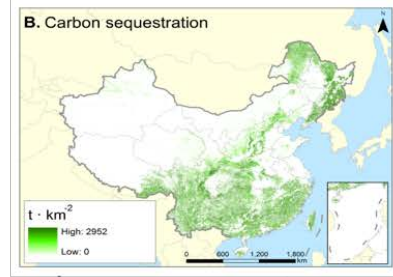 B. Carbon sequestration
N
t · km⁻²
High: 2952
Low: 0
0 600 1,200 1,800
km